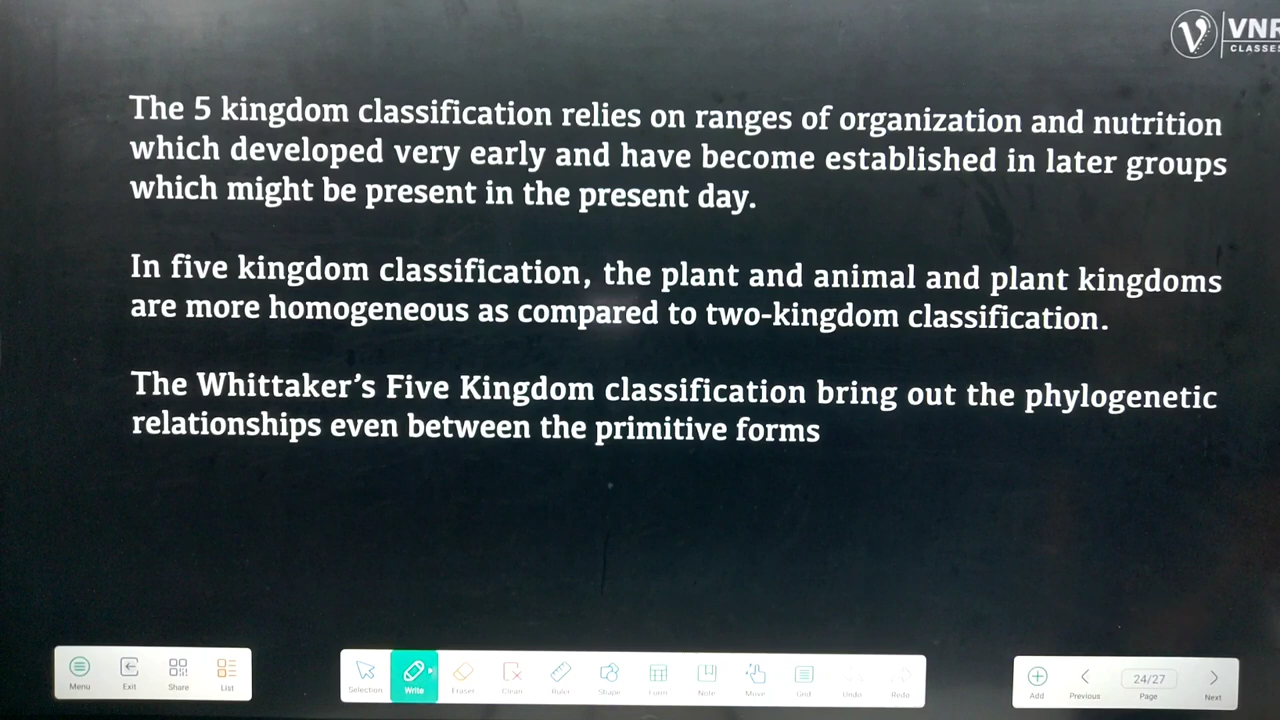 VNR
CLASSES
The 5 kingdom classification relies on ranges of organization and nutrition
which developed very early and have become established in later groups
which might be present in the present day.
In five kingdom classification, the plant and animal and plant kingdoms
are more homogeneous as compared to two-kingdom classification.
The Whittaker's Five Kingdom classification bring out the phylogenetic
relationships even between the primitive forms
Menu Exit Share List
Selection Write Eraser Clean Ruler Shape Form Note Move Grid Undo Redo
Add Previous 24/27 Page Next